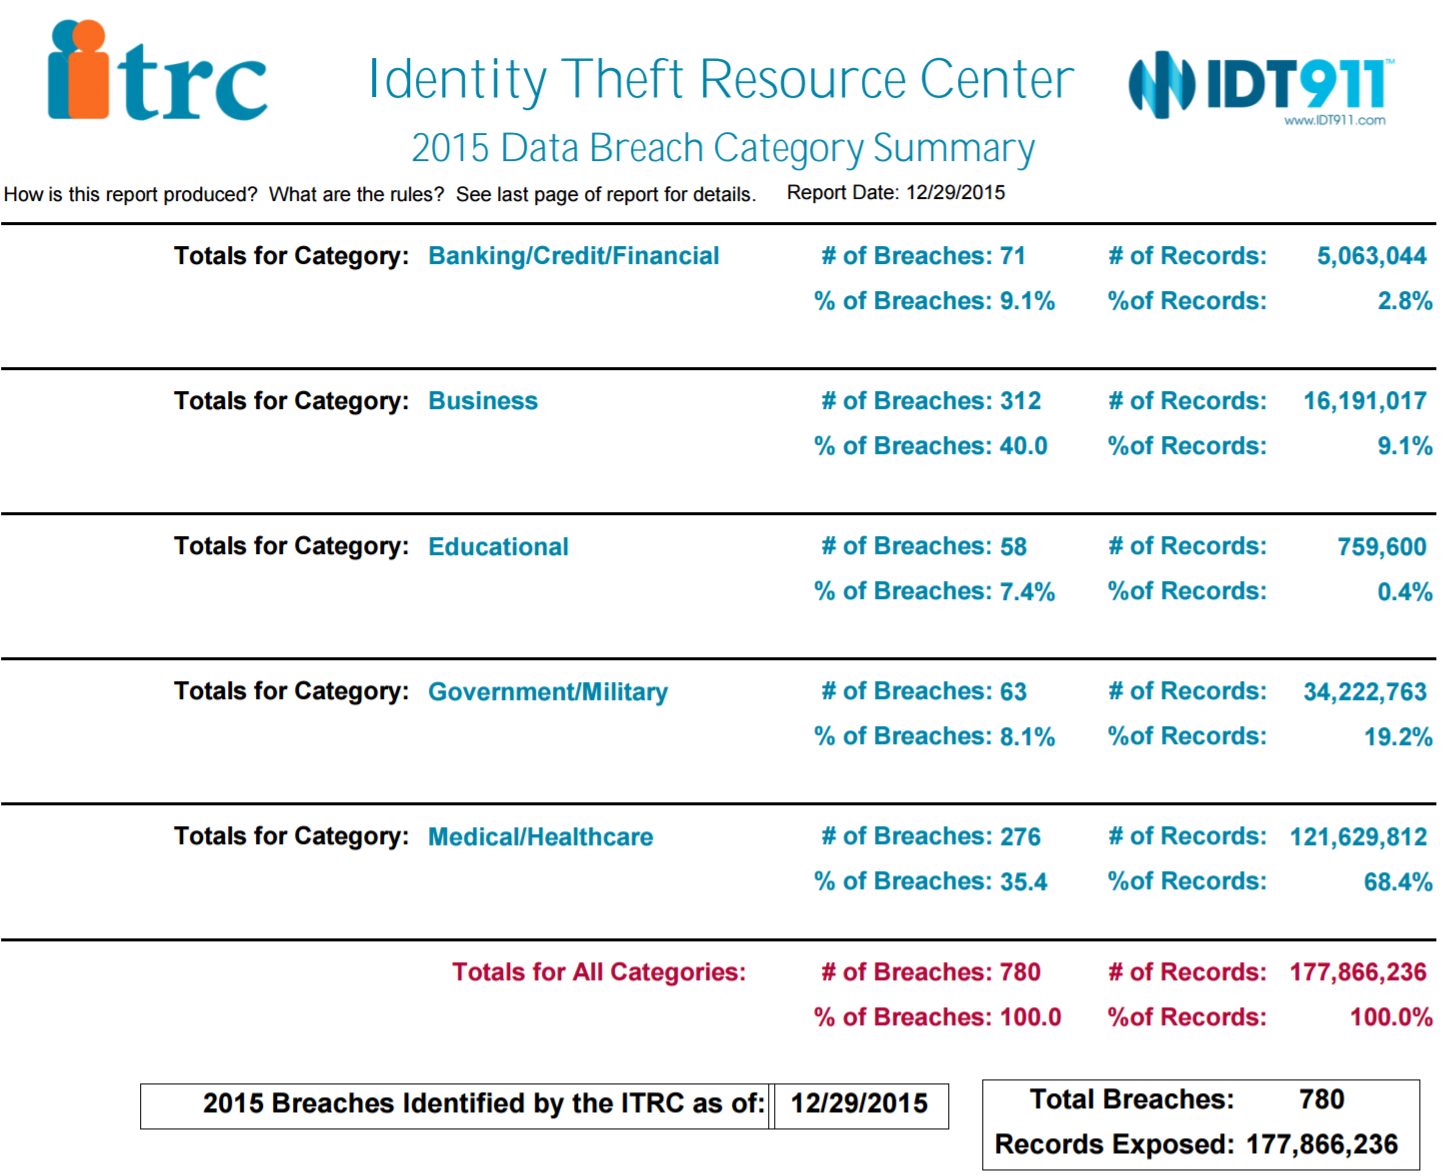 itrc
Identity Theft Resource Center
IDT911™
www.IDT911.com
2015 Data Breach Category Summary
How is this report produced? What are the rules? See last page of report for details. Report Date: 12/29/2015
Totals for Category: Banking/Credit/Financial # of Breaches: 71 # of Records: 5,063,044
% of Breaches: 9.1% %of Records: 2.8%
Totals for Category: Business # of Breaches: 312 # of Records: 16,191,017
% of Breaches: 40.0 %of Records: 9.1%
Totals for Category: Educational # of Breaches: 58 # of Records: 759,600
% of Breaches: 7.4% %of Records: 0.4%
Totals for Category: Government/Military # of Breaches: 63 # of Records: 34,222,763
% of Breaches: 8.1% %of Records: 19.2%
Totals for Category: Medical/Healthcare # of Breaches: 276 # of Records: 121,629,812
% of Breaches: 35.4 %of Records: 68.4%
Totals for All Categories: # of Breaches: 780 # of Records: 177,866,236
% of Breaches: 100.0 %of Records: 100.0%
2015 Breaches Identified by the ITRC as of: 12/29/2015
Total Breaches: 780
Records Exposed: 177,866,236